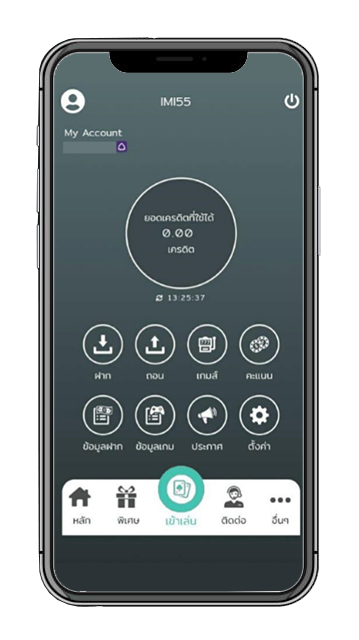 IMI55
My Account
ยอดเครดิตที่ใช้ได้
0.00
เครดิต
13:25:37
ฝาก ถอน เกมส์ คะแนน
ข้อมูลฝาก ข้อมูลเกม ประกาศ ตั้งค่า
หลัก พิเศษ เข้าเล่น ติดต่อ อื่นๆ